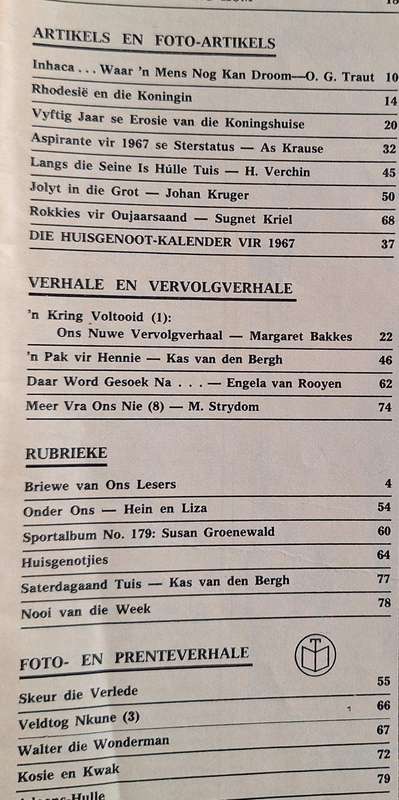 ARTIKELS EN FOTO-ARTIKELS
Inhaca . . . Waar 'n Mens Nog Kan Droom—O. G. Traut 10
Rhodesië en die Koningin 14
Vyftig Jaar se Erosie van die Koningshuise 20
Aspirante vir 1967 se Sterstatus — As Krause 32
Langs die Seine Is Húlle Tuis — H. Verchin 45
Jolyt in die Grot — Johan Kruger 50
Rokkies vir Oujaarsaand — Sugnet Kriel 68
DIE HUISGENOOT-KALENDER VIR 1967 37
VERHALE EN VERVOLGVERHALE
'n Kring Voltooid (1):
Ons Nuwe Vervolgverhaal — Margaret Bakkes 22
'n Pak vir Hennie — Kas van den Bergh 46
Daar Word Gesoek Na . . . — Engela van Rooyen 62
Meer Vra Ons Nie (8) — M. Strydom 74
RUBRIEKE
Briewe van Ons Lesers 4
Onder Ons — Hein en Liza 54
Sportalbum No. 179: Susan Groenewald 60
Huisgenotjies 64
Saterdagaand Tuis — Kas van den Bergh 77
Nooi van die Week 78
FOTO- EN PRENTEVERHALE
Skeur die Verlede 55
Veldtog Nkune (3) 66
Walter die Wonderman 67
Kosie en Kwak 72
79